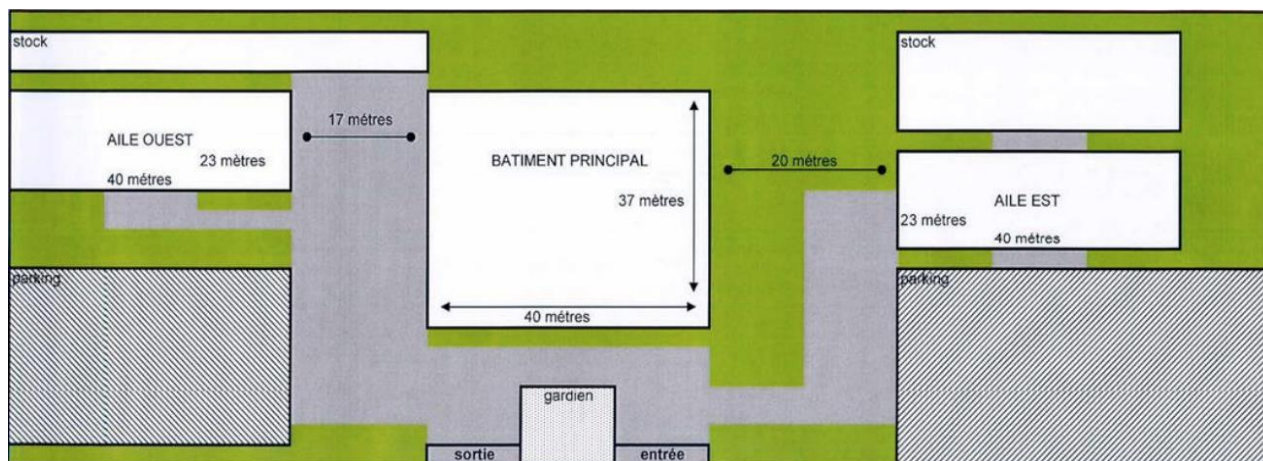 stock
stock
17 métres
AILE OUEST
23 mètres
40 métres
BATIMENT PRINCIPAL
37 mètres
40 métres
20 métres
AILE EST
23 mètres
40 métres
parking
parking
gardien
sortie
entrée